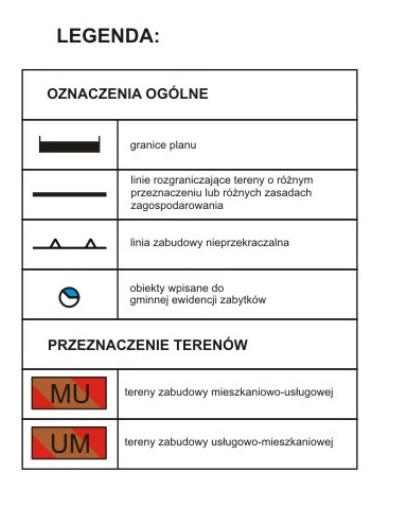 LEGENDA:
OZNACZENIA OGÓLNE
granice planu
linie rozgraniczające tereny o różnym
przeznaczeniu lub różnych zasadach
zagospodarowania
linia zabudowy nieprzekraczalna
obiekty wpisane do
gminnej ewidencji zabytków
PRZEZNACZENIE TERENÓW
MU
tereny zabudowy mieszkaniowo-usługowej
UM
tereny zabudowy usługowo-mieszkaniowej